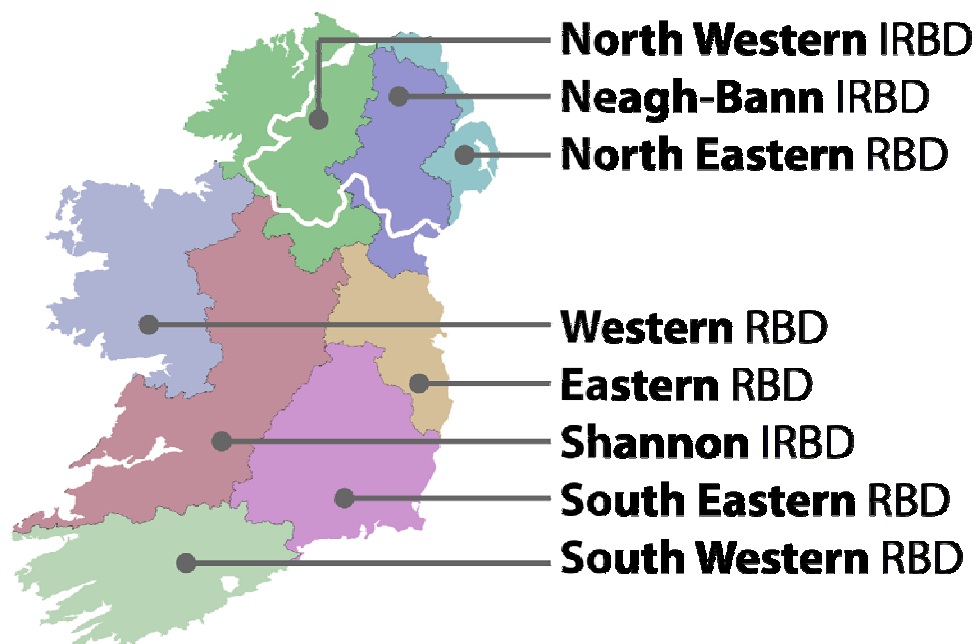 North Western IRBD
Neagh-Bann IRBD
North Eastern RBD
Western RBD
Eastern RBD
Shannon IRBD
South Eastern RBD
South Western RBD